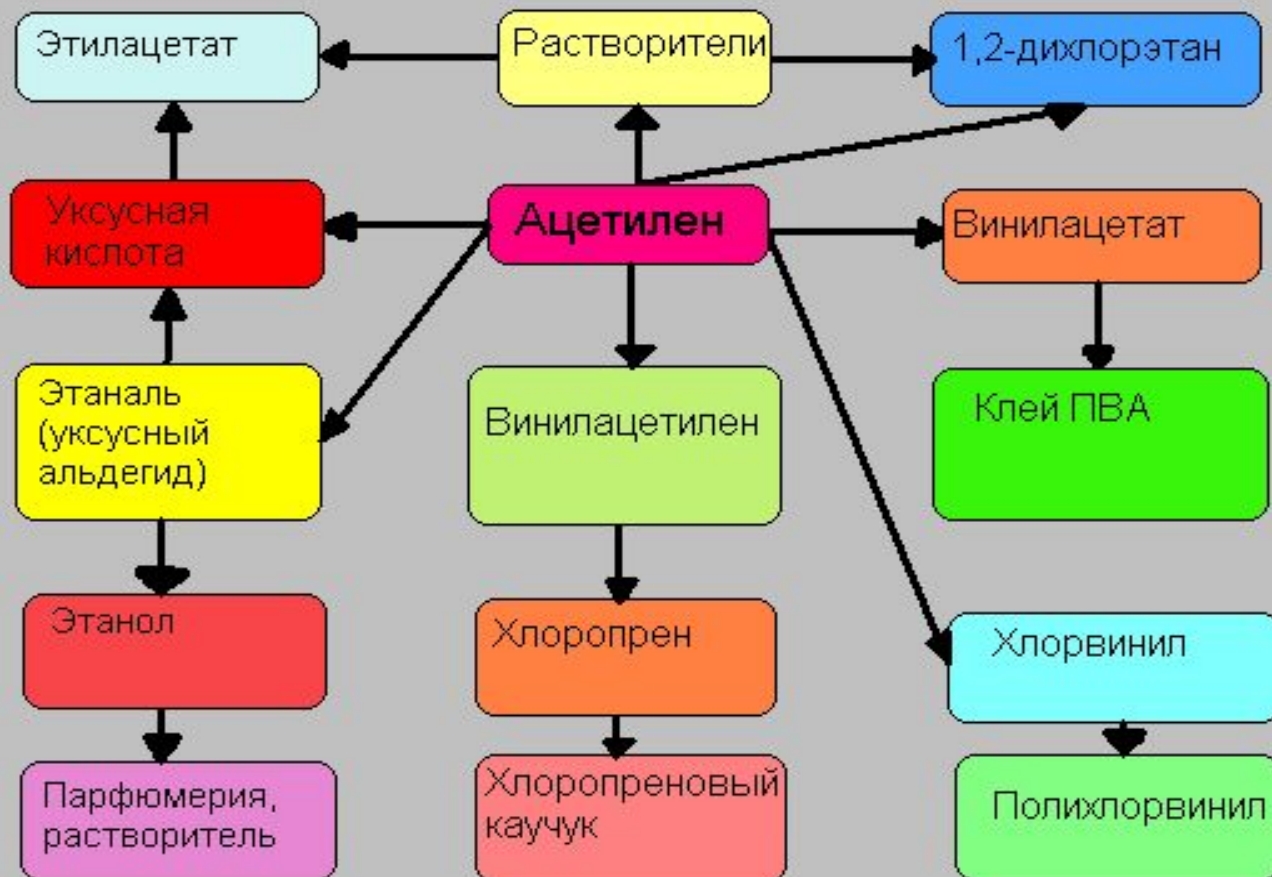 Этилацетат
Растворители
1,2-дихлорэтан
Уксусная
кислота
Ацетилен
Винилацетат
Этаналь
(уксусный
альдегид)
Винилацетилен
Клей ПВА
Этанол
Хлоропрен
Хлорвинил
Парфюмерия,
растворитель
Хлоропреновый
каучук
Полихлорвинил